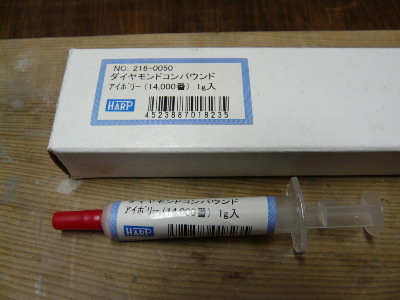 NO. 216-0050
ダイヤモンドコンパウンド
アイボリー(14,000番) 1g入
HARP
4523887018235
ダイヤモンドコンパウンド
アイボリー(14,000番) 1g入
HARP